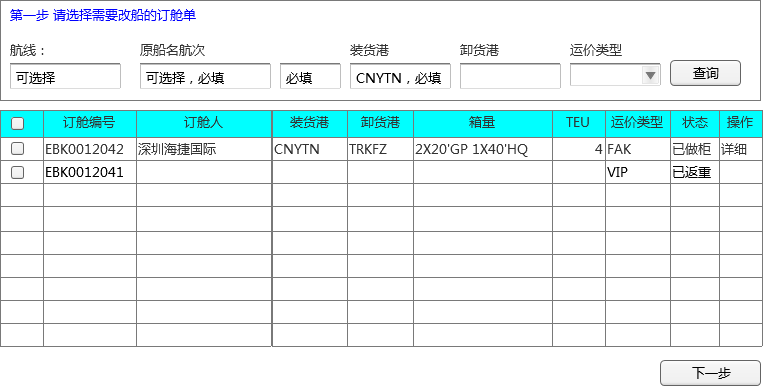 第一步 请选择需要改船的订舱单
航线： 原船名航次 装货港 卸货港 运价类型
可选择 可选择，必填 必填 CNYTN，必填 查询
订舱编号 订舱人 装货港 卸货港 箱量 TEU 运价类型 状态 操作
EBK0012042 深圳海捷国际 CNYTN TRKFZ 2X20'GP 1X40'HQ 4 FAK 已做柜 详细
EBK0012041 VIP 已返重
下一步